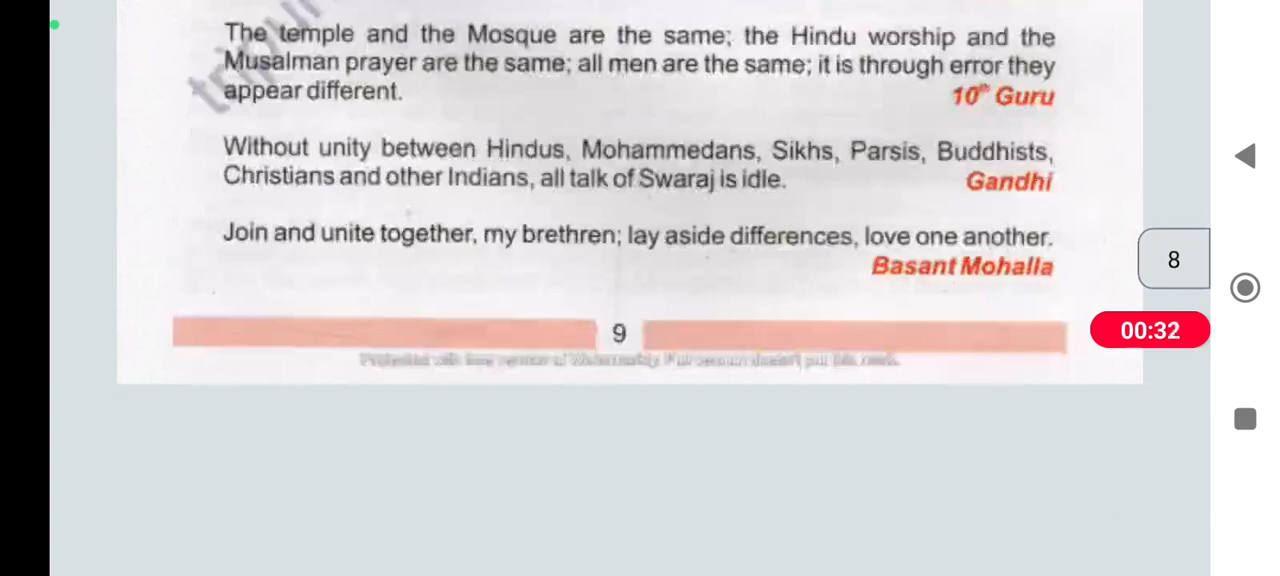 The temple and the Mosque are the same; the Hindu worship and the
Musalman prayer are the same; all men are the same; it is through error they
appear different. 10th Guru
Without unity between Hindus, Mohammedans, Sikhs, Parsis, Buddhists,
Christians and other Indians, all talk of Swaraj is idle. Gandhi
Join and unite together, my brethren; lay aside differences, love one another.
Basant Mohalla
8
00:32
9